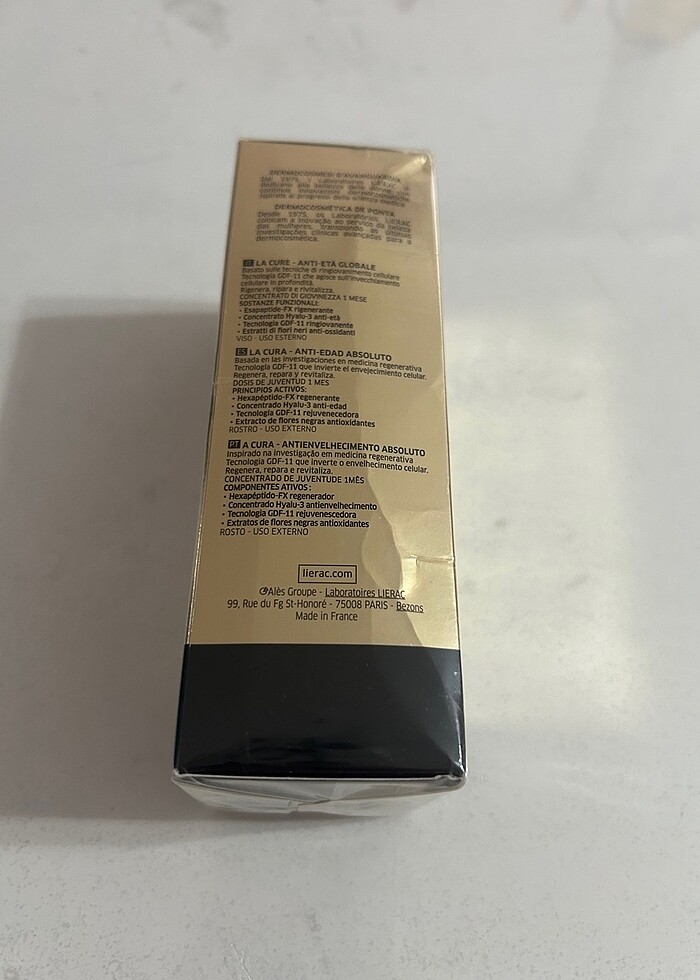 DERMOCOSMESI D'AVANGUARDIA
Dal 1975, i Laboratoires LIERAC si
dedicano alla bellezza delle donne, con
continue innovazioni dermocosmetiche
ispirate ai progressi della scienza medica.
DERMOCOSMÉTICA DE PONTA
Desde 1975, os Laboratórios LIERAC
colocam a inovação ao serviço da beleza
das mulheres, transpondo as últimas
investigações clínicas avançadas para a
dermocosmética.
LA CURE - ANTI-ETÀ GLOBALE
Basato sulle tecniche di ringiovanimento cellulare
Tecnologia GDF-11 che agisce sull'invecchiamento
cellulare in profondità.
Rigenera, ripara e rivitalizza.
CONCENTRATO DI GIOVINEZZA 1 MESE
SOSTANZE FUNZIONALI:
• Esapaptide-FX rigenerante
• Concentrato Hyalu-3 anti-età
• Tecnologia GDF-11 ringiovanente
• Estratti di fiori neri anti-ossidanti
VISO - USO ESTERNO
ES LA CURA - ANTI-EDAD ABSOLUTO
Basada en las investigaciones en medicina regenerativa
Tecnología GDF-11 que invierte el envejecimiento celular.
Regenera, repara y revitaliza.
DOSIS DE JUVENTUD 1 MES
PRINCIPIOS ACTIVOS:
• Hexapéptido-FX regenerante
• Concentrado Hyalu-3 anti-edad
• Tecnología GDF-11 rejuvenecedora
• Extracto de flores negras antioxidantes
ROSTRO - USO EXTERNO
PT A CURA - ANTIENVELHECIMENTO ABSOLUTO
Inspirado na investigação em medicina regenerativa
Tecnologia GDF-11 que inverte o envelhecimento celular.
Regenera, repara e revitaliza.
CONCENTRADO DE JUVENTUDE 1MÊS
COMPONENTES ATIVOS :
• Hexapéptido-FX regenerador
• Concentrado Hyalu-3 antienvelhecimento
• Tecnologia GDF-11 rejuvenescedora
• Extratos de flores negras antioxidantes
ROSTO - USO EXTERNO
lierac.com
Alès Groupe - Laboratoires LIERAC
99, Rue du Fg St-Honoré - 75008 PARIS - Bezons
Made in France